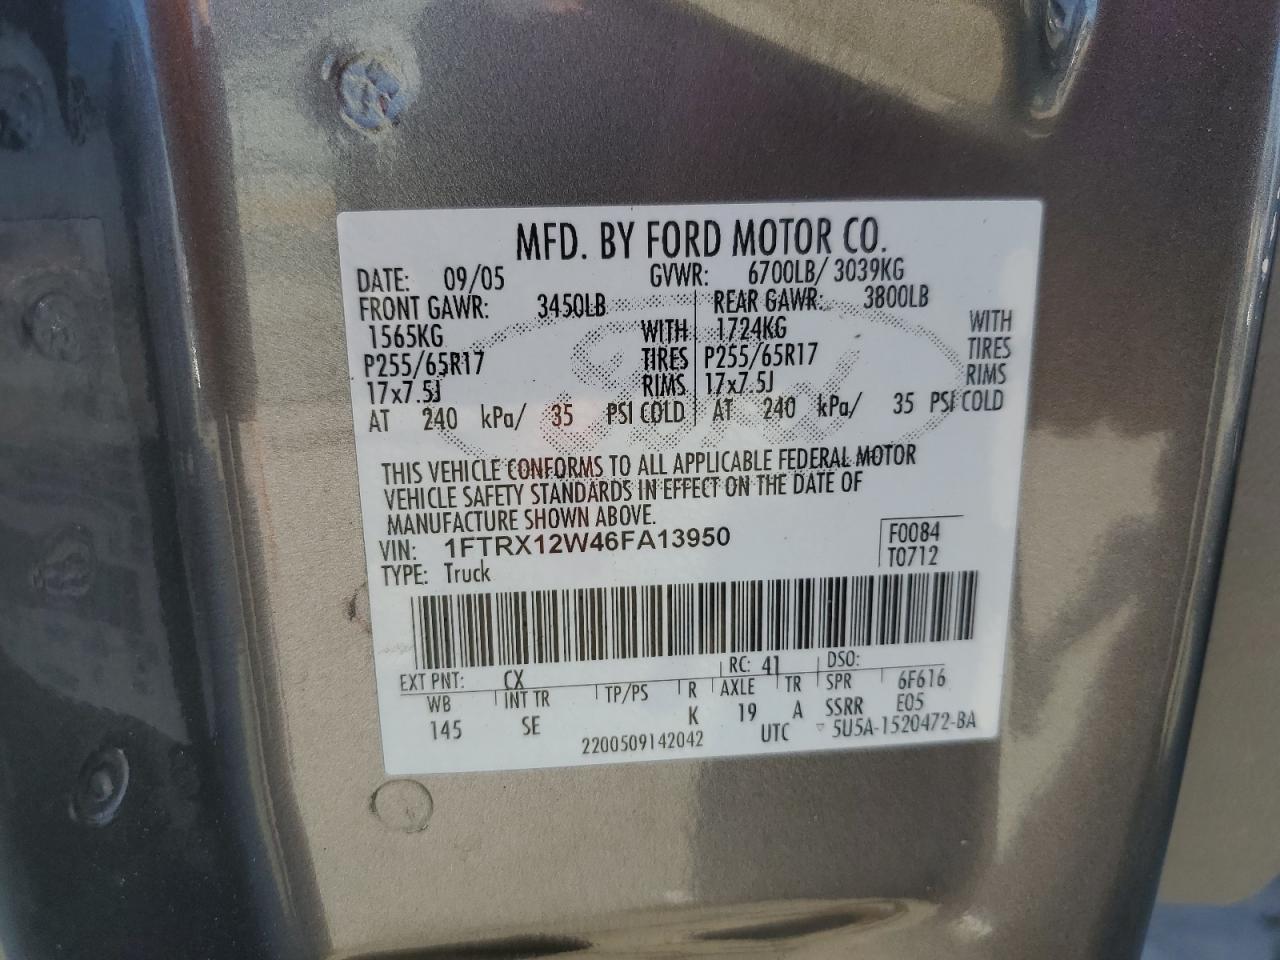 MFD. BY FORD MOTOR CO.
DATE: 09/05 GVWR: 6700LB/ 3039KG
FRONT GAWR: 3450LB REAR GAWR: 3800LB
1565KG WITH 1724KG WITH
P255/65R17 TIRES P255/65R17 TIRES
17x7.5J RIMS 17x7.5J RIMS
AT 240 kPa/ 35 PSI COLD AT 240 kPa/ 35 PSI COLD
THIS VEHICLE CONFORMS TO ALL APPLICABLE FEDERAL MOTOR
VEHICLE SAFETY STANDARDS IN EFFECT ON THE DATE OF
MANUFACTURE SHOWN ABOVE.
VIN: 1FTRX12W46FA13950 F0084
TYPE: Truck T0712
EXT PNT: CX RC: 41 DSO:
WB INT TR TP/PS R AXLE TR SPR 6F616
145 SE K 19 A SSRR E05
2200509142042 UTC 5U5A-1520472-BA